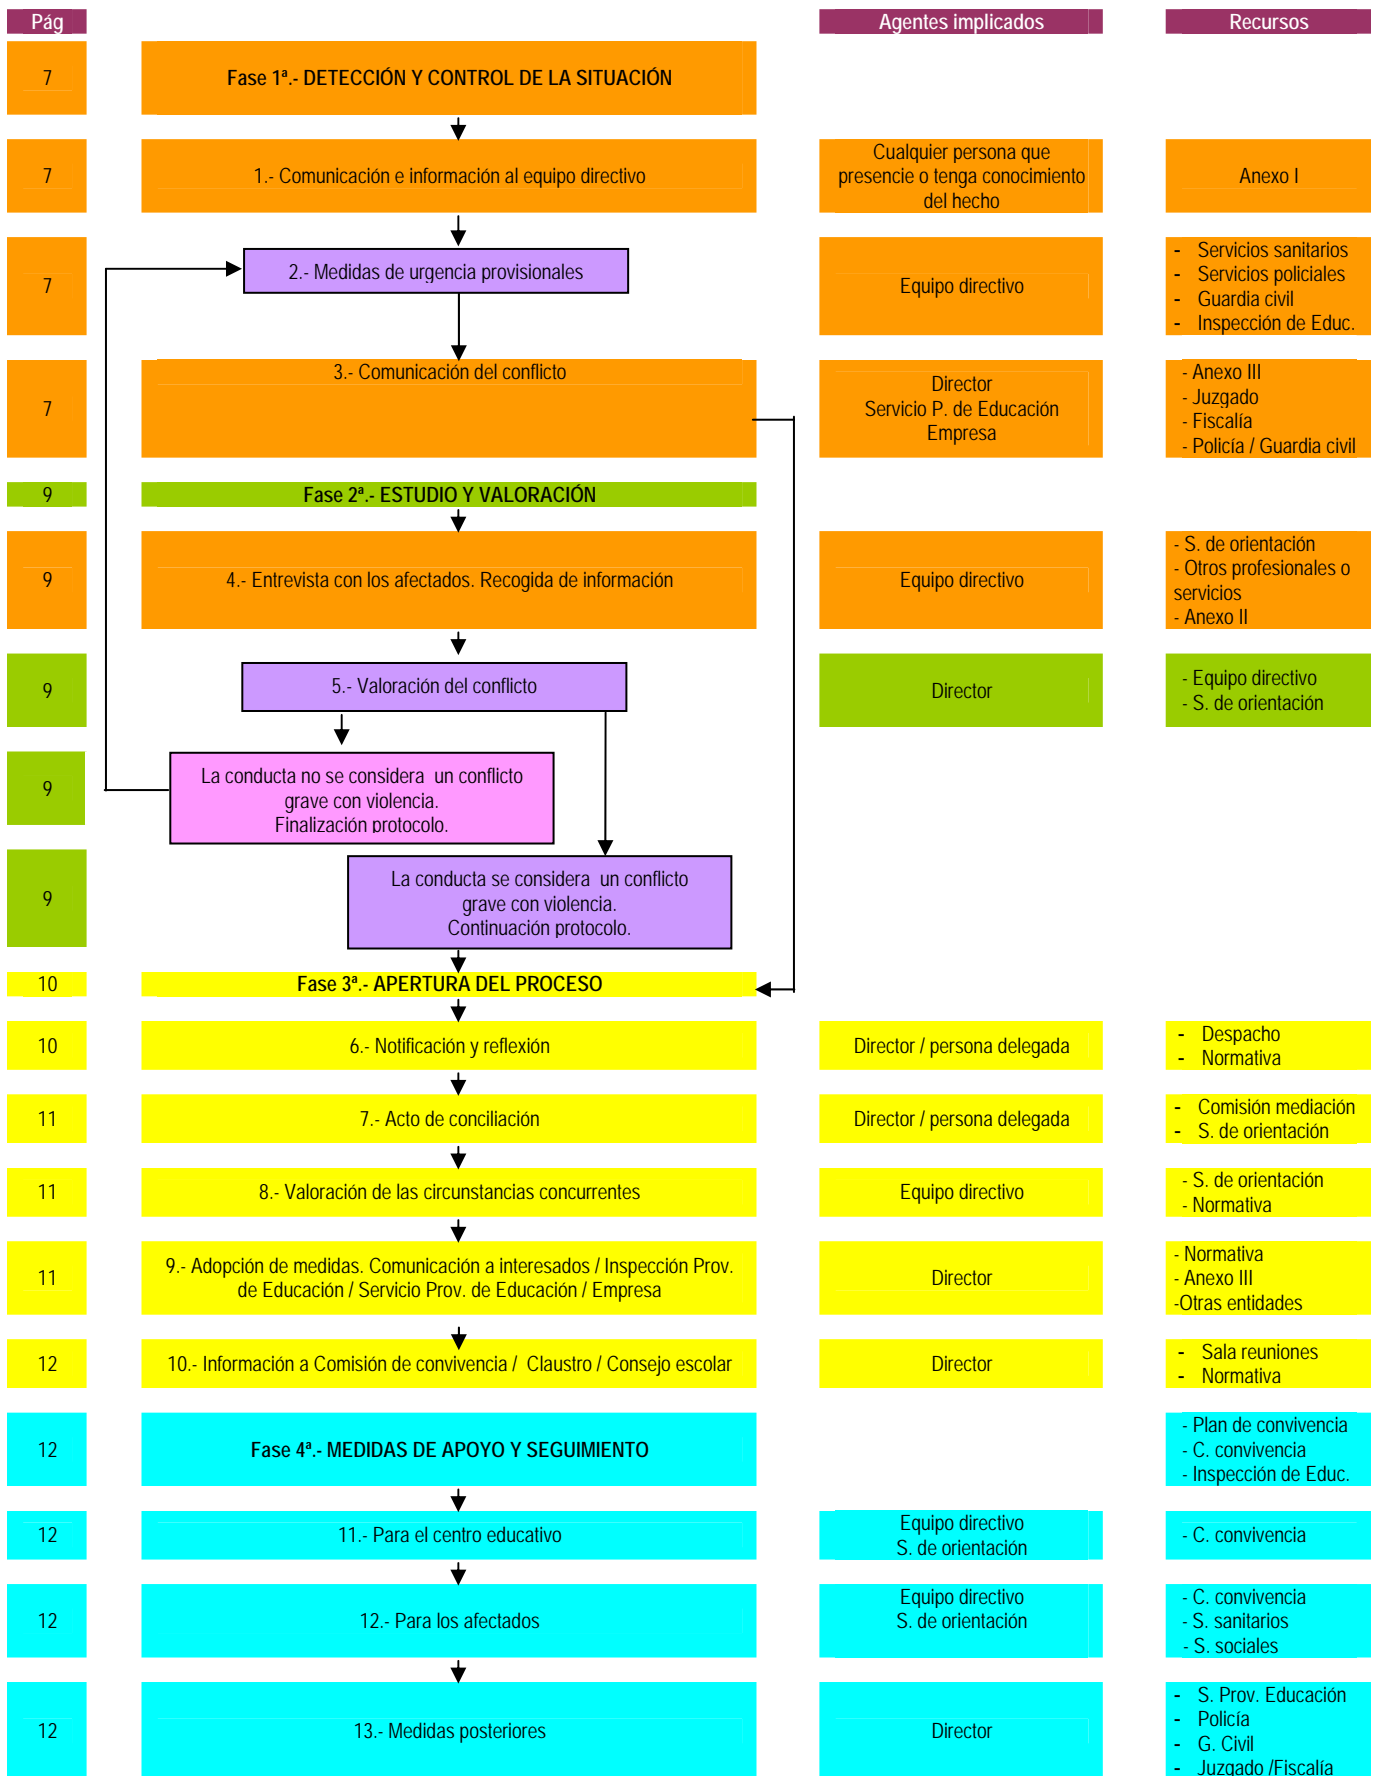 Pág
Agentes implicados
Recursos
7
Fase 1ª.- DETECCIÓN Y CONTROL DE LA SITUACIÓN
7
1.- Comunicación e información al equipo directivo
Cualquier persona que
presencie o tenga conocimiento
del hecho
Anexo I
7
2.- Medidas de urgencia provisionales
Equipo directivo
- Servicios sanitarios
- Servicios policiales
- Guardia civil
- Inspección de Educ.
7
3.- Comunicación del conflicto
Director
Servicio P. de Educación
Empresa
- Anexo III
- Juzgado
- Fiscalía
- Policía / Guardia civil
9
Fase 2ª.- ESTUDIO Y VALORACIÓN
9
4.- Entrevista con los afectados. Recogida de información
Equipo directivo
- S. de orientación
- Otros profesionales o
servicios
- Anexo II
9
5.- Valoración del conflicto
Director
- Equipo directivo
- S. de orientación
9
La conducta no se considera un conflicto
grave con violencia.
Finalización protocolo.
9
La conducta se considera un conflicto
grave con violencia.
Continuación protocolo.
10
Fase 3ª.- APERTURA DEL PROCESO
10
6.- Notificación y reflexión
Director / persona delegada
- Despacho
- Normativa
11
7.- Acto de conciliación
Director / persona delegada
- Comisión mediación
- S. de orientación
11
8.- Valoración de las circunstancias concurrentes
Equipo directivo
- S. de orientación
- Normativa
11
9.- Adopción de medidas. Comunicación a interesados / Inspección Prov.
de Educación / Servicio Prov. de Educación / Empresa
Director
- Normativa
- Anexo III
-Otras entidades
12
10.- Información a Comisión de convivencia / Claustro / Consejo escolar
Director
- Sala reuniones
- Normativa
12
Fase 4ª.- MEDIDAS DE APOYO Y SEGUIMIENTO
- Plan de convivencia
- C. convivencia
- Inspección de Educ.
12
11.- Para el centro educativo
Equipo directivo
S. de orientación
- C. convivencia
12
12.- Para los afectados
Equipo directivo
S. de orientación
- C. convivencia
- S. sanitarios
- S. sociales
12
13.- Medidas posteriores
Director
- S. Prov. Educación
- Policía
- G. Civil
- Juzgado /Fiscalía